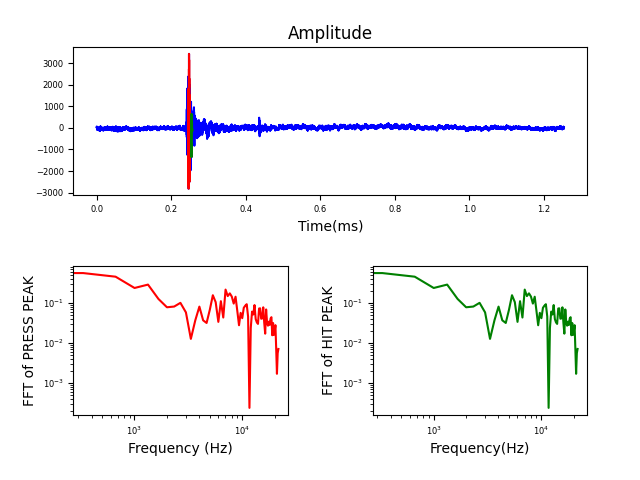 Amplitude
3000
2000
1000
0
−1000
−2000
−3000
0.0 0.2 0.4 0.6 0.8 1.0 1.2
Time(ms)
FFT of PRESS PEAK
10⁻¹
10⁻²
10⁻³
10³ 10⁴
Frequency (Hz)
FFT of HIT PEAK
10⁻¹
10⁻²
10⁻³
10³ 10⁴
Frequency(Hz)